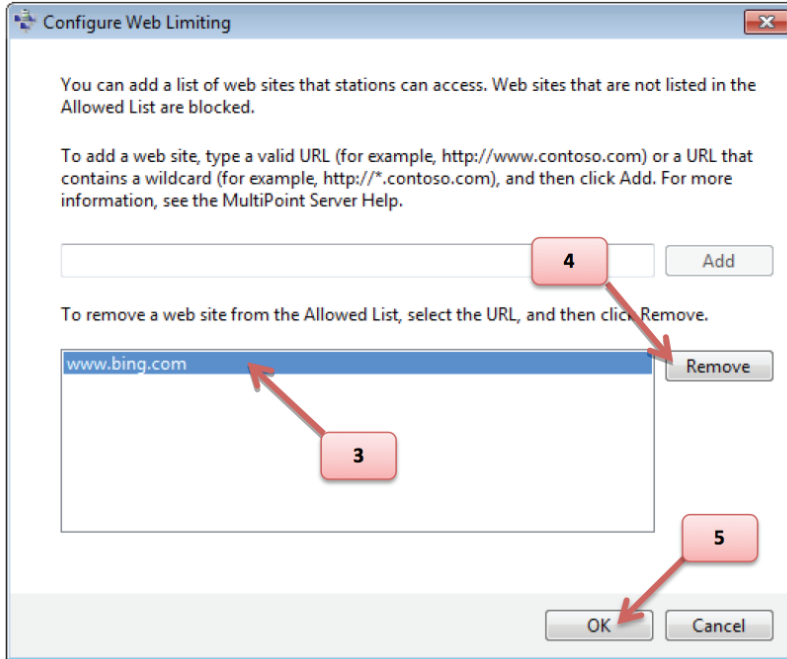 Configure Web Limiting
You can add a list of web sites that stations can access. Web sites that are not listed in the
Allowed List are blocked.
To add a web site, type a valid URL (for example, http://www.contoso.com) or a URL that
contains a wildcard (for example, http://*.contoso.com), and then click Add. For more
information, see the MultiPoint Server Help.
4
Add
To remove a web site from the Allowed List, select the URL, and then click Remove.
www.bing.com
Remove
3
5
OK
Cancel